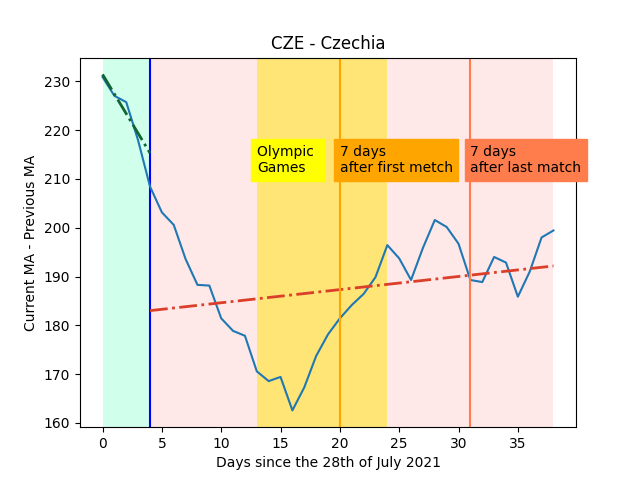 CZE - Czechia
Current MA - Previous MA
230
220
210
200
190
180
170
160
Olympic
Games
7 days
after first metch
7 days
after last match
0
5
10
15
20
25
30
35
Days since the 28th of July 2021